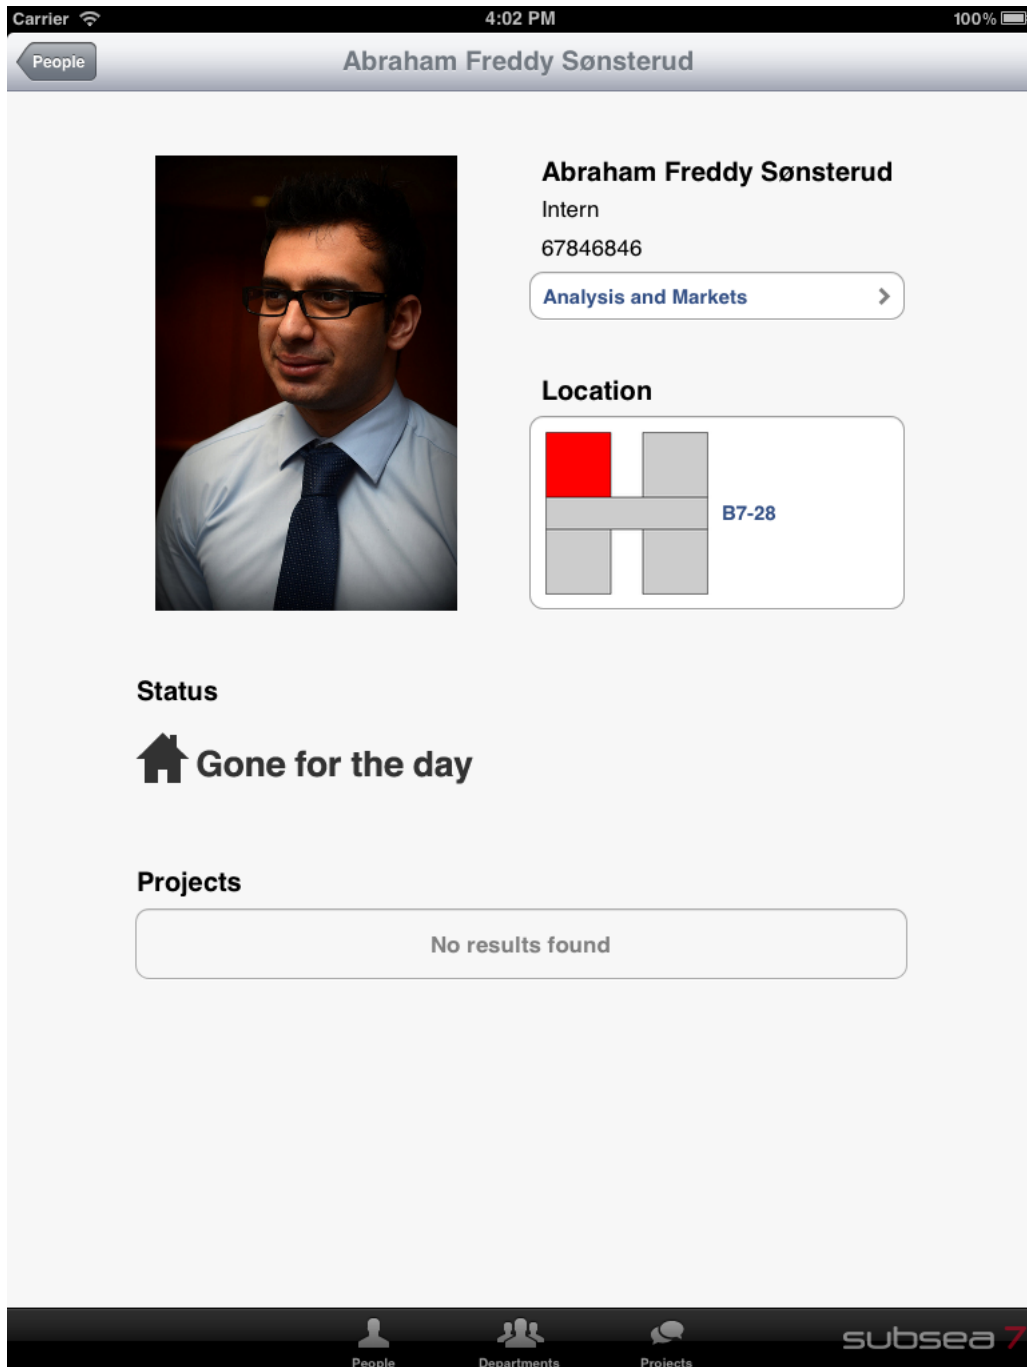 Carrier 4:02 PM 100%
People Abraham Freddy Sønsterud
Abraham Freddy Sønsterud
Intern
67846846
Analysis and Markets
Location
B7-28
Status
Gone for the day
Projects
No results found
People Departments Projects subsea 7